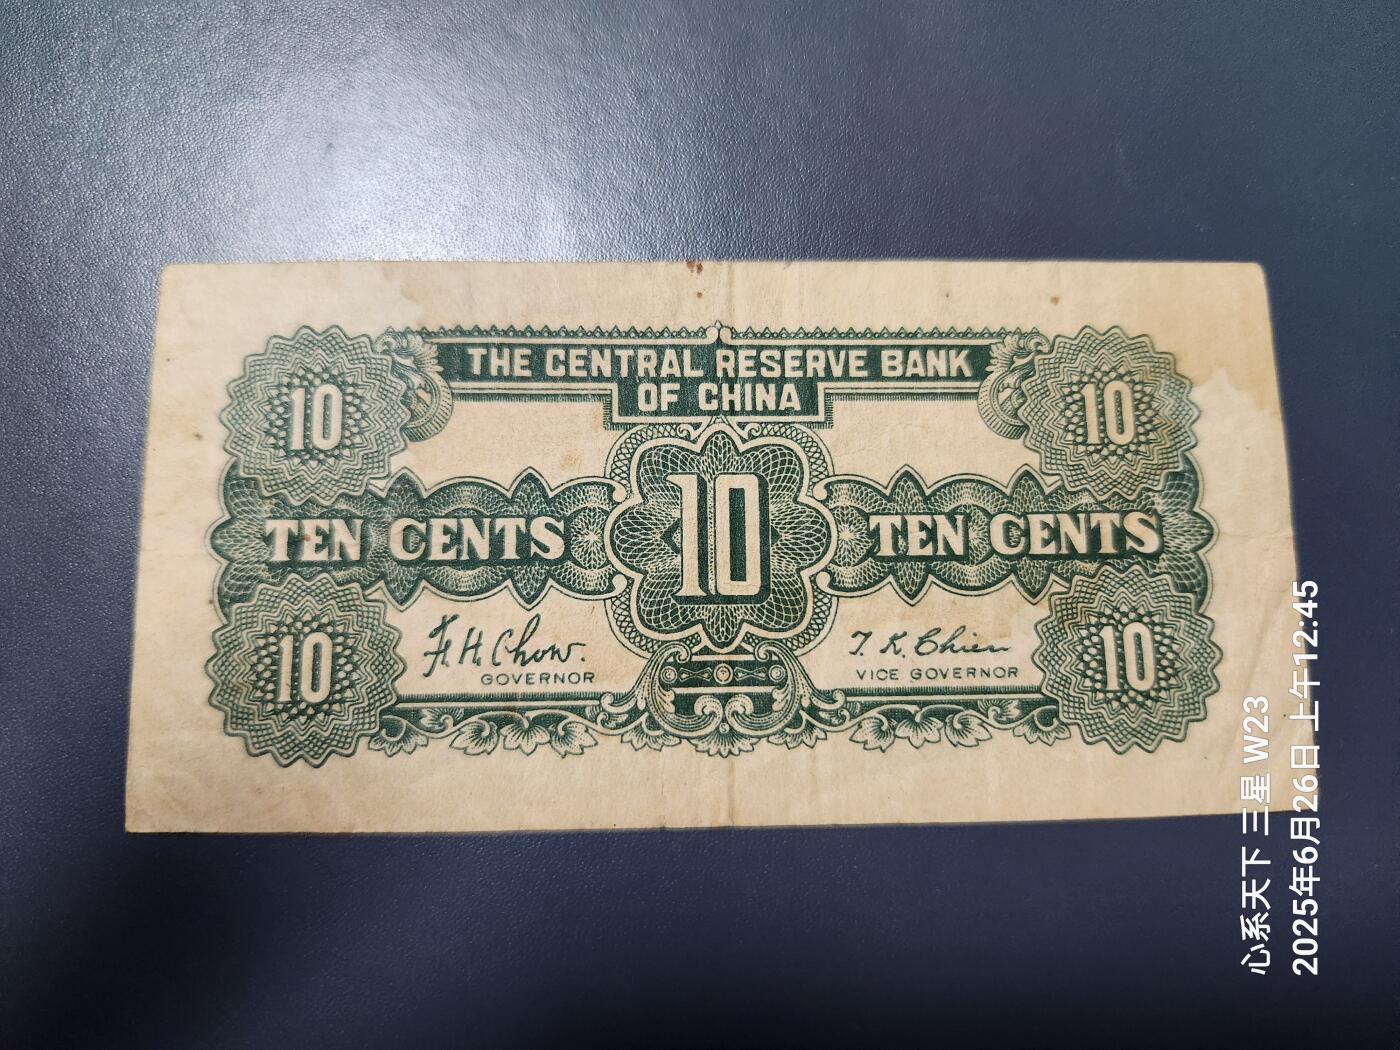 THE CENTRAL RESERVE BANK
OF CHINA
10
10
10
TEN CENTS
TEN CENTS
F. H. Chow.
GOVERNOR
T. K. Chien
VICE GOVERNOR
10
10
心系天下 三星 W23
2025年6月26日 上午12:45